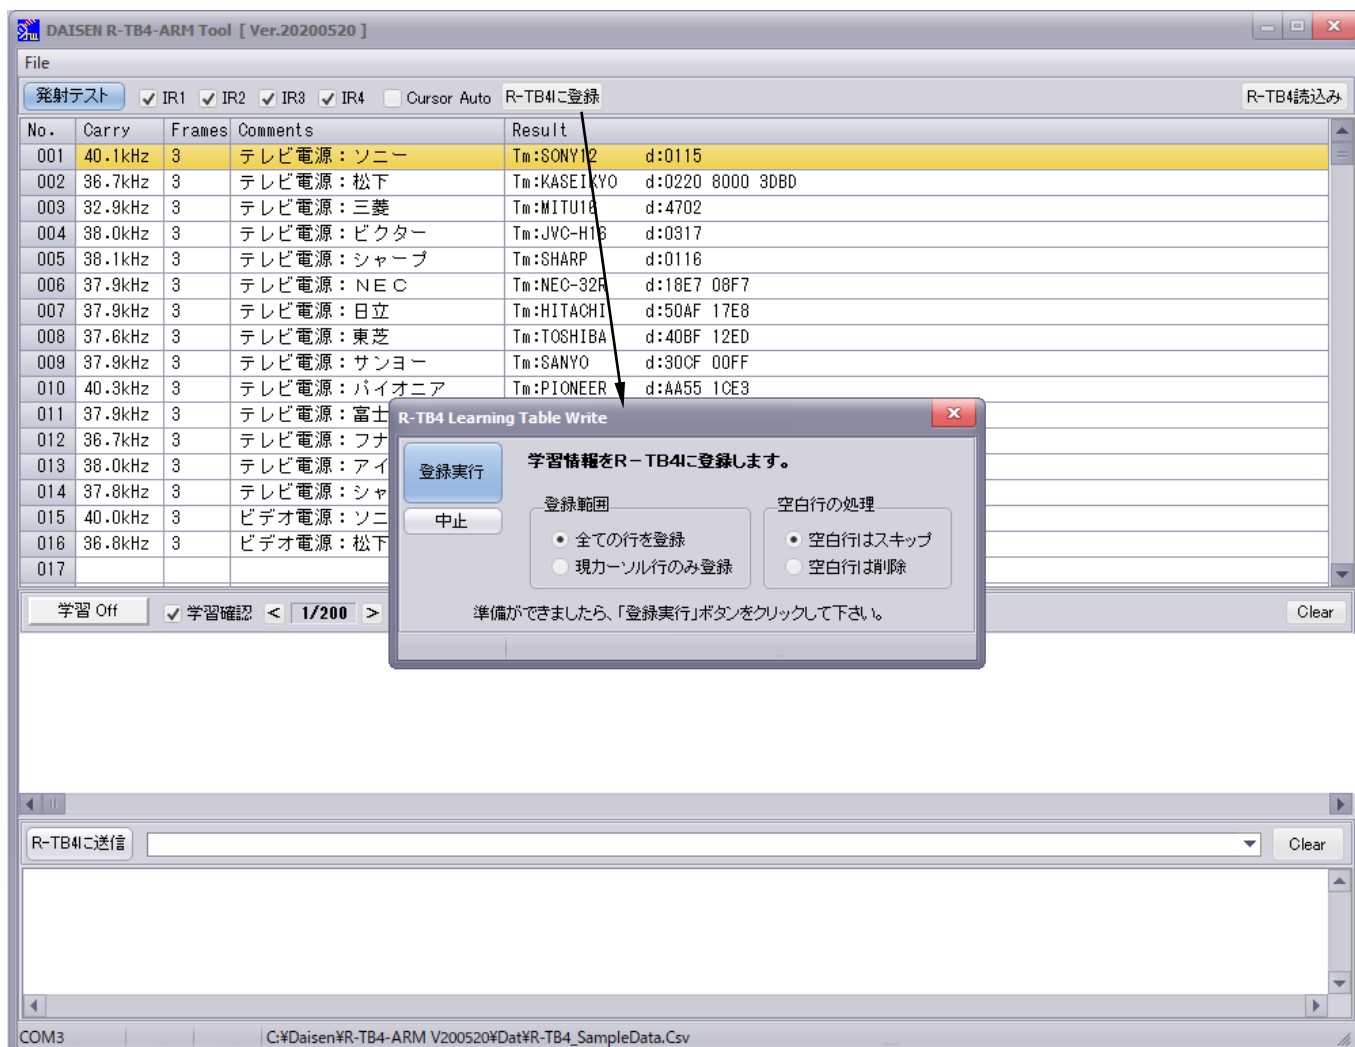 DAISEN R-TB4-ARM Tool [ Ver.20200520 ]
File
発射テスト IR1 IR2 IR3 IR4 Cursor Auto R-TB4に登録 R-TB4読込み
No. Carry Frames Comments Result
001 40.1kHz 3 テレビ電源：ソニー Tm:SONY12 d:0115
002 36.7kHz 3 テレビ電源：松下 Tm:KASEIKYO d:0220 8000 3DBD
003 32.9kHz 3 テレビ電源：三菱 Tm:MITU16 d:4702
004 38.0kHz 3 テレビ電源：ビクター Tm:JVC-H16 d:0317
005 38.1kHz 3 テレビ電源：シャープ Tm:SHARP d:0116
006 37.9kHz 3 テレビ電源：ＮＥＣ Tm:NEC-32R d:18E7 08F7
007 37.9kHz 3 テレビ電源：日立 Tm:HITACHI d:50AF 17E8
008 37.6kHz 3 テレビ電源：東芝 Tm:TOSHIBA d:40BF 12ED
009 37.9kHz 3 テレビ電源：サンヨー Tm:SANYO d:30CF 00FF
010 40.3kHz 3 テレビ電源：パイオニア Tm:PIONEER d:AA55 1CE3
011 37.9kHz 3 テレビ電源：富士
012 36.7kHz 3 テレビ電源：フナ
013 38.0kHz 3 テレビ電源：アイ
014 37.8kHz 3 テレビ電源：シャ
015 40.0kHz 3 ビデオ電源：ソニ
016 36.8kHz 3 ビデオ電源：松下
017
R-TB4 Learning Table Write
登録実行 学習情報をR－TB4に登録します。
中止
登録範囲 空白行の処理
全ての行を登録 空白行はスキップ
現カーソル行のみ登録 空白行は削除
準備ができましたら、「登録実行」ボタンをクリックして下さい。
学習 Off 学習確認 < 1/200 > Clear
R-TB4に送信 Clear
COM3 C:¥Daisen¥R-TB4-ARM V200520¥Dat¥R-TB4_SampleData.Csv